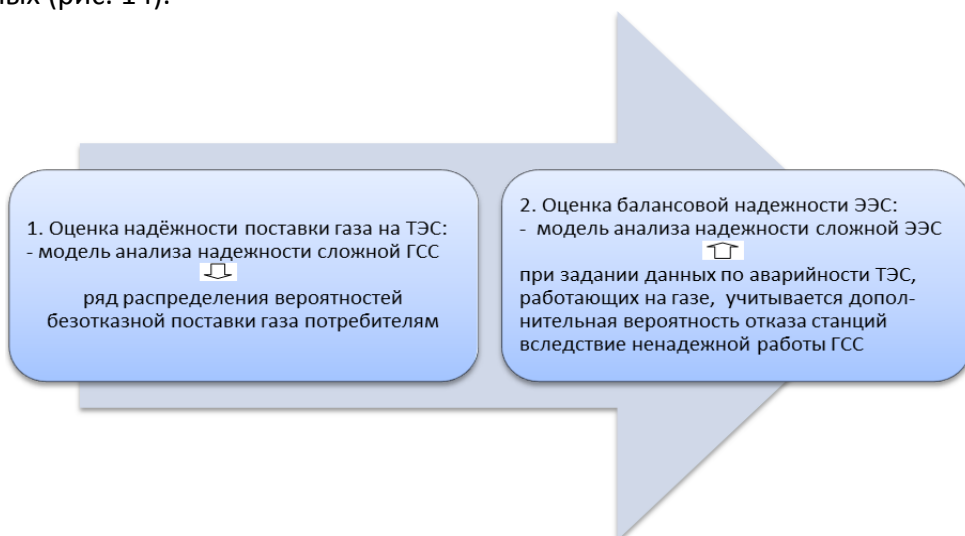 ных (рис. 14).
1. Оценка надёжности поставки газа на ТЭС:
- модель анализа надежности сложной ГСС
ряд распределения вероятностей
безотказной поставки газа потребителям
2. Оценка балансовой надежности ЭЭС:
- модель анализа надежности сложной ЭЭС
при задании данных по аварийности ТЭС,
работающих на газе, учитывается допол-
нительная вероятность отказа станций
вследствие ненадежной работы ГСС